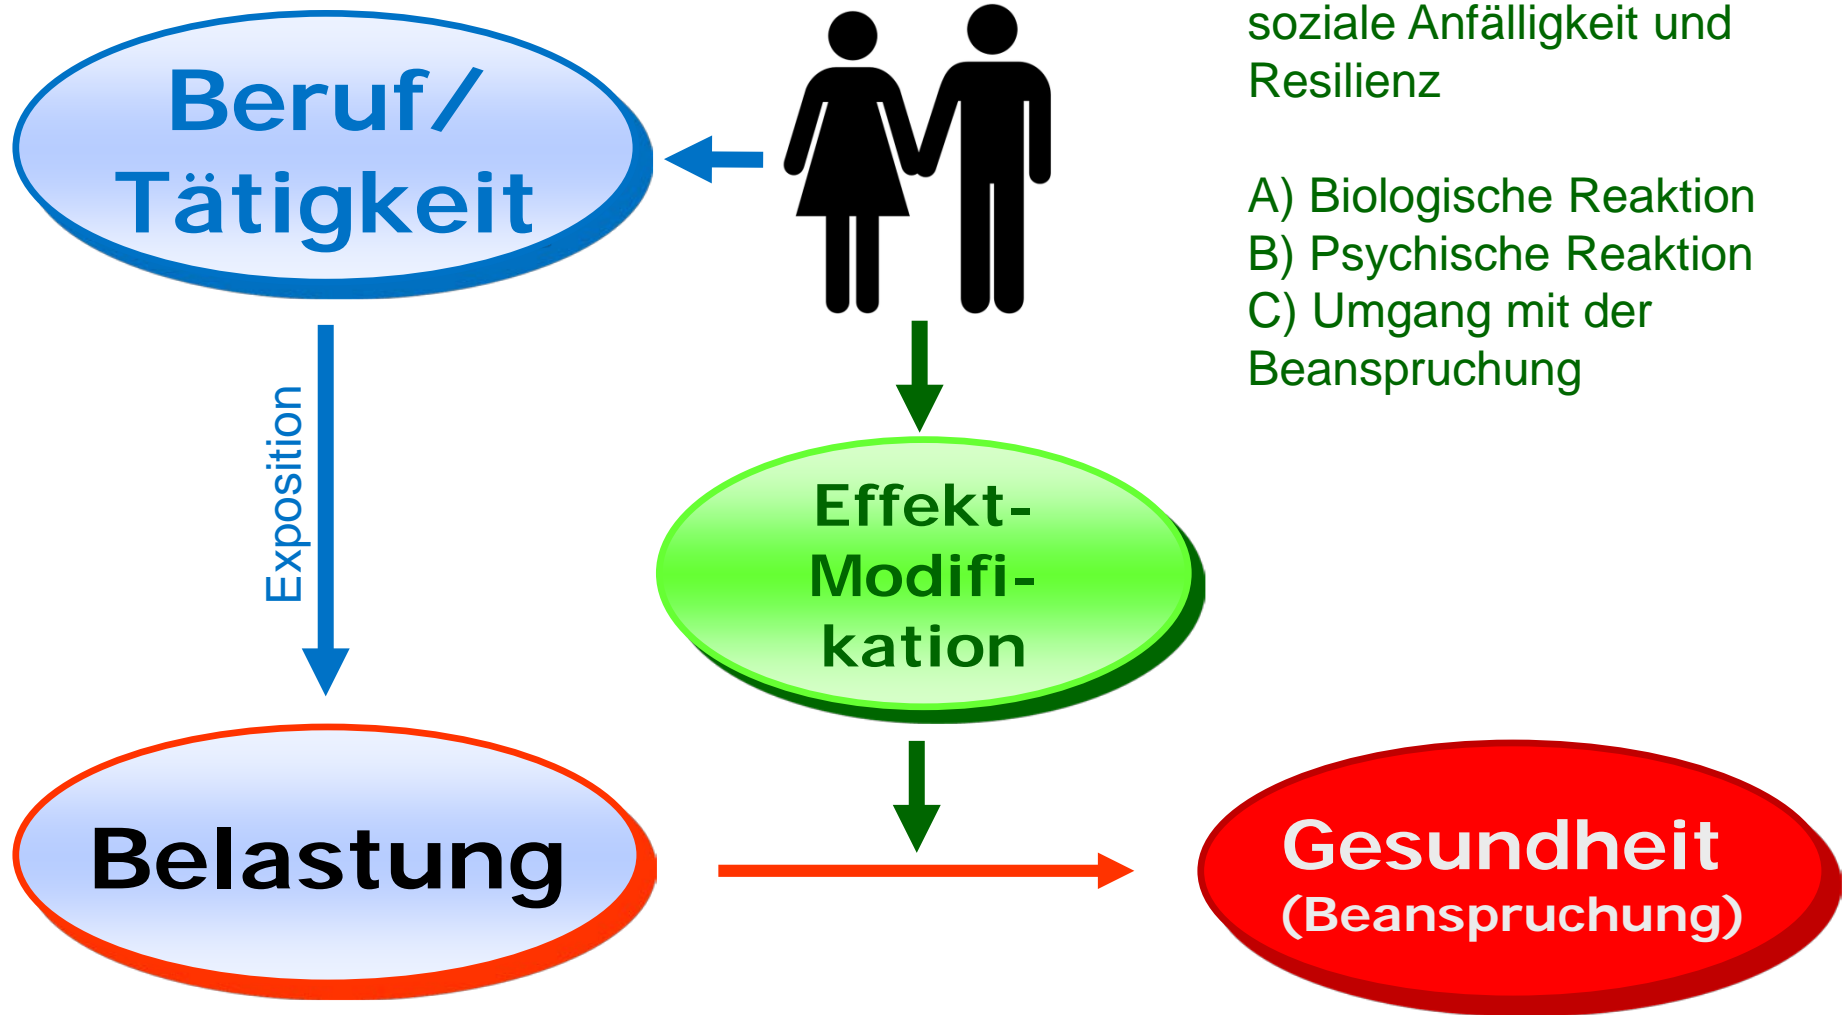 soziale Anfälligkeit und
Resilienz
Beruf/
Tätigkeit
A) Biologische Reaktion
B) Psychische Reaktion
C) Umgang mit der
Beanspruchung
Exposition
Effekt-
Modifi-
kation
Belastung
Gesundheit
(Beanspruchung)